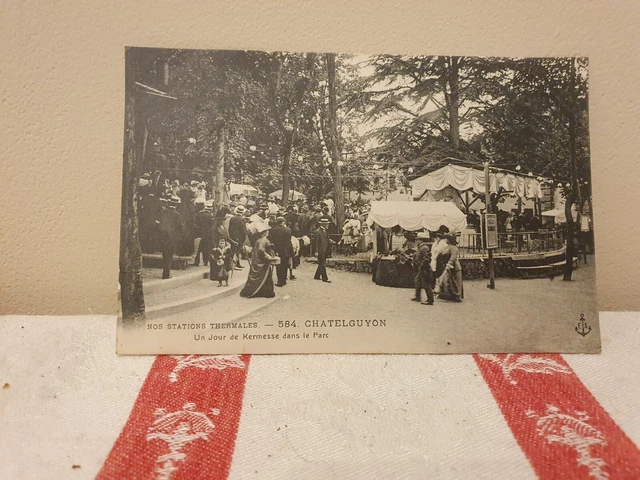 NOS STATIONS THERMALES. — 584. CHATELGUYON
Un Jour de Kermesse dans le Parc